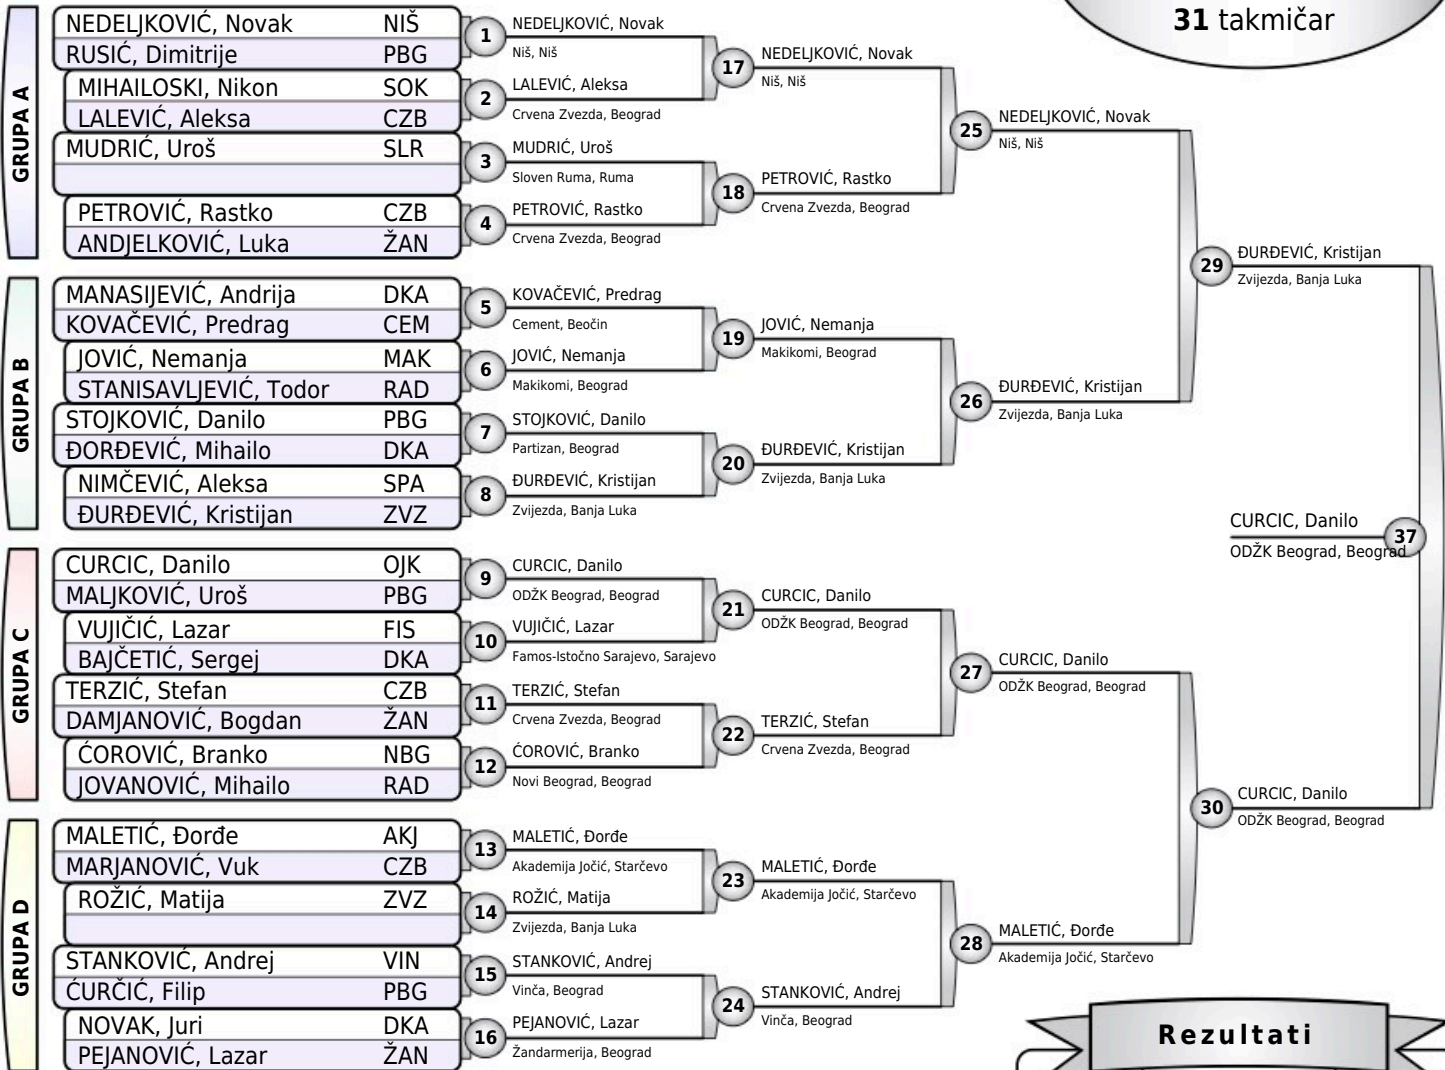 31 takmičar
GRUPA A
NEDELJKOVIĆ, Novak NIŠ
RUSIĆ, Dimitrije PBG
MIHAILOSKI, Nikon SOK
LALEVIĆ, Aleksa CZB
MUDRIĆ, Uroš SLR
PETROVIĆ, Rastko CZB
ANDJELKOVIĆ, Luka ŽAN
GRUPA B
MANASIJEVIĆ, Andrija DKA
KOVAČEVIĆ, Predrag CEM
JOVIĆ, Nemanja MAK
STANISAVLJEVIĆ, Todor RAD
STOJKOVIĆ, Danilo PBG
ĐORĐEVIĆ, Mihailo DKA
NIMČEVIĆ, Aleksa SPA
ĐURĐEVIĆ, Kristijan ZVZ
GRUPA C
CURCIC, Danilo OJK
MALJKOVIĆ, Uroš PBG
VUJIČIĆ, Lazar FIS
BAJČETIĆ, Sergej DKA
TERZIĆ, Stefan CZB
DAMJANOVIĆ, Bogdan ŽAN
ĆOROVIĆ, Branko NBG
JOVANOVIĆ, Mihailo RAD
GRUPA D
MALETIĆ, Đorđe AKJ
MARJANOVIĆ, Vuk CZB
ROŽIĆ, Matija ZVZ
STANKOVIĆ, Andrej VIN
ĆURČIĆ, Filip PBG
NOVAK, Juri DKA
PEJANOVIĆ, Lazar ŽAN
1
NEDELJKOVIĆ, Novak
Niš, Niš
2
LALEVIĆ, Aleksa
Crvena Zvezda, Beograd
3
MUDRIĆ, Uroš
Sloven Ruma, Ruma
4
PETROVIĆ, Rastko
Crvena Zvezda, Beograd
5
KOVAČEVIĆ, Predrag
Cement, Beočin
6
JOVIĆ, Nemanja
Makikomi, Beograd
7
STOJKOVIĆ, Danilo
Partizan, Beograd
8
ĐURĐEVIĆ, Kristijan
Zvijezda, Banja Luka
9
CURCIC, Danilo
ODŽK Beograd, Beograd
10
VUJIČIĆ, Lazar
Famos-Istočno Sarajevo, Sarajevo
11
TERZIĆ, Stefan
Crvena Zvezda, Beograd
12
ĆOROVIĆ, Branko
Novi Beograd, Beograd
13
MALETIĆ, Đorđe
Akademija Jočić, Starčevo
14
ROŽIĆ, Matija
Zvijezda, Banja Luka
15
STANKOVIĆ, Andrej
Vinča, Beograd
16
PEJANOVIĆ, Lazar
Žandarmerija, Beograd
17
NEDELJKOVIĆ, Novak
Niš, Niš
18
PETROVIĆ, Rastko
Crvena Zvezda, Beograd
19
JOVIĆ, Nemanja
Makikomi, Beograd
20
ĐURĐEVIĆ, Kristijan
Zvijezda, Banja Luka
21
CURCIC, Danilo
ODŽK Beograd, Beograd
22
TERZIĆ, Stefan
Crvena Zvezda, Beograd
23
MALETIĆ, Đorđe
Akademija Jočić, Starčevo
24
STANKOVIĆ, Andrej
Vinča, Beograd
25
NEDELJKOVIĆ, Novak
Niš, Niš
26
ĐURĐEVIĆ, Kristijan
Zvijezda, Banja Luka
27
CURCIC, Danilo
ODŽK Beograd, Beograd
28
MALETIĆ, Đorđe
Akademija Jočić, Starčevo
29
ĐURĐEVIĆ, Kristijan
Zvijezda, Banja Luka
30
CURCIC, Danilo
ODŽK Beograd, Beograd
37
CURCIC, Danilo
ODŽK Beograd, Beograd
Rezultati